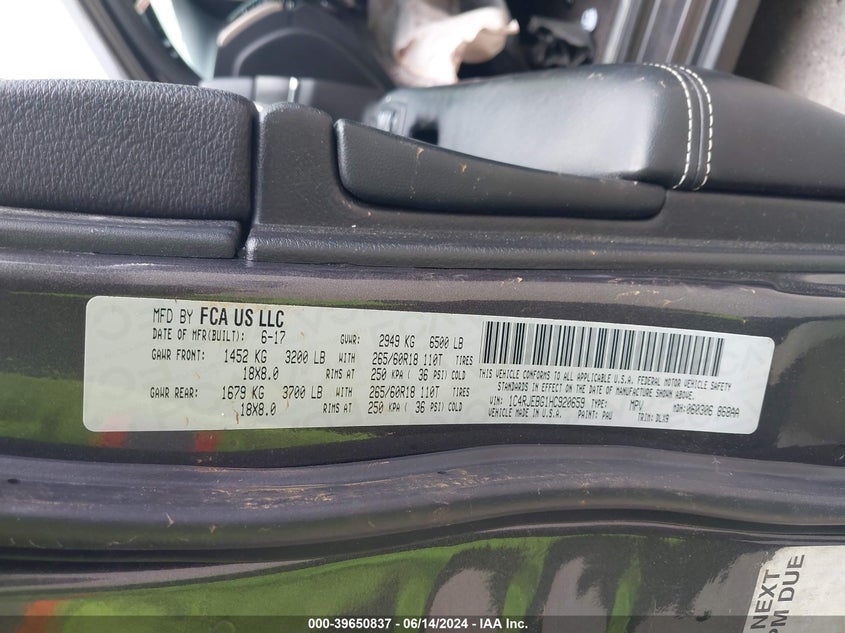 MFD BY FCA US LLC
DATE OF MFR(BUILT): 6-17 GVWR: 2949 KG 6500 LB
GAWR FRONT: 1452 KG 3200 LB WITH 265/60R18 110T TIRES
18X8.0 RIMS AT 250 KPA ( 36 PSI) COLD
GAWR REAR: 1679 KG 3700 LB WITH 265/60R18 110T TIRES
18X8.0 RIMS AT 250 KPA ( 36 PSI) COLD
THIS VEHICLE CONFORMS TO ALL APPLICABLE U.S.A. FEDERAL MOTOR VEHICLE SAFETY
STANDARDS IN EFFECT ON THE DATE OF MANUFACTURE SHOWN ABOVE.
VIN: 1C4RJEBG1HC920659 TYPE: MPV MDH: 060306 868AA
VEHICLE MADE IN U.S.A. PAINT: PAU TRIM: DLX9
NEXT
PM DUE
000-39650837 - 06/14/2024 - IAA Inc.